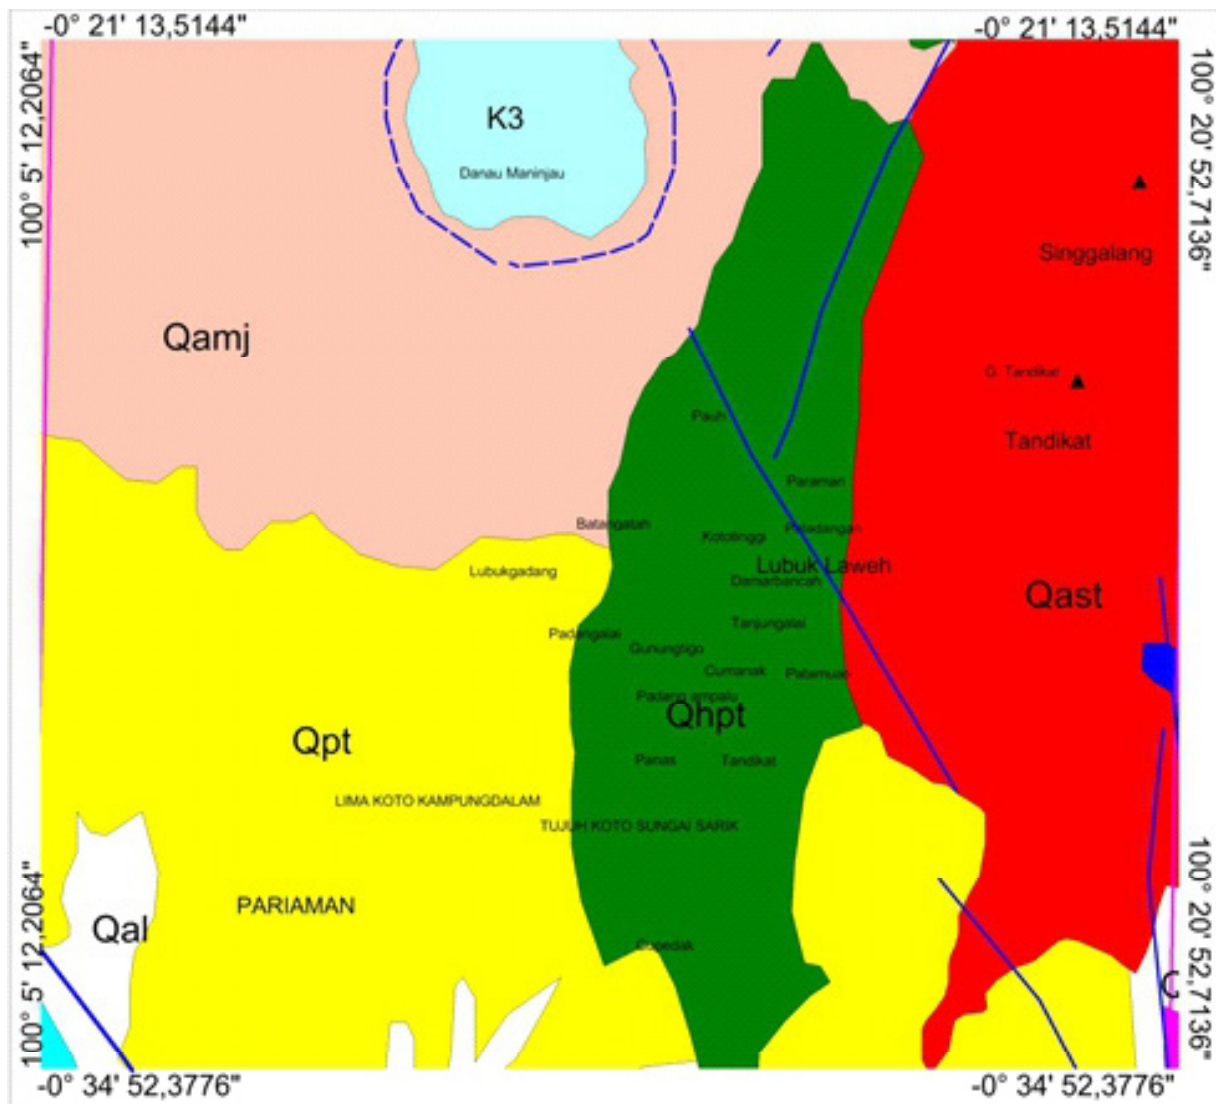 -0° 21' 13,5144"
-0° 21' 13,5144"
100° 5' 12,2064"
100° 20' 52,7136"
K3
Danau Maninjau
Singgalang
Qamj
G. Tandikat
Pauh
Tandikat
Paraman
Batangatah
Paladangan
Kototinggi
Lubuk Laweh
Lubukgadang
Damarbancah
Qast
Tanjungalai
Padangalai
Gunungtigo
Cumanak
Patamuan
Padang ampalu
Qhpt
Qpt
Panas
Tandikat
LIMA KOTO KAMPUNGDALAM
TUJUH KOTO SUNGAI SARIK
PARIAMAN
Qal
Cupedak
100° 5' 12,2064"
100° 20' 52,7136"
-0° 34' 52,3776"
-0° 34' 52,3776"